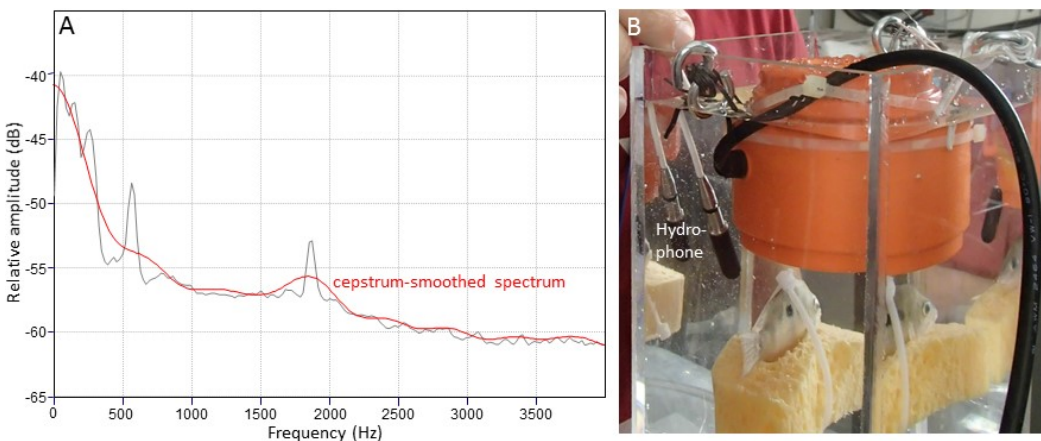 A
-40
-45
-50
-55
-60
-65
Relative amplitude (dB)
cepstrum-smoothed spectrum
0
500
1000
1500
2000
2500
3000
3500
Frequency (Hz)
B
Hydro-
phone